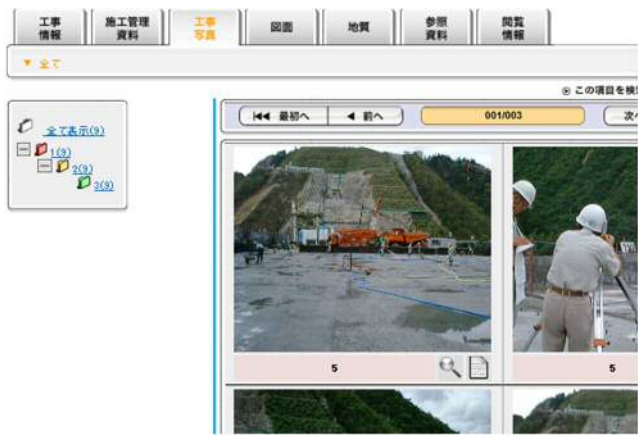 工事
情報
施工管理
資料
工事
写真
図面
地質
参照
資料
閲覧
情報
▼ 全て
この項目を検
全て表示(9)
1(9)
2(9)
3(9)
最初へ
前へ
001/003
次へ
5
5